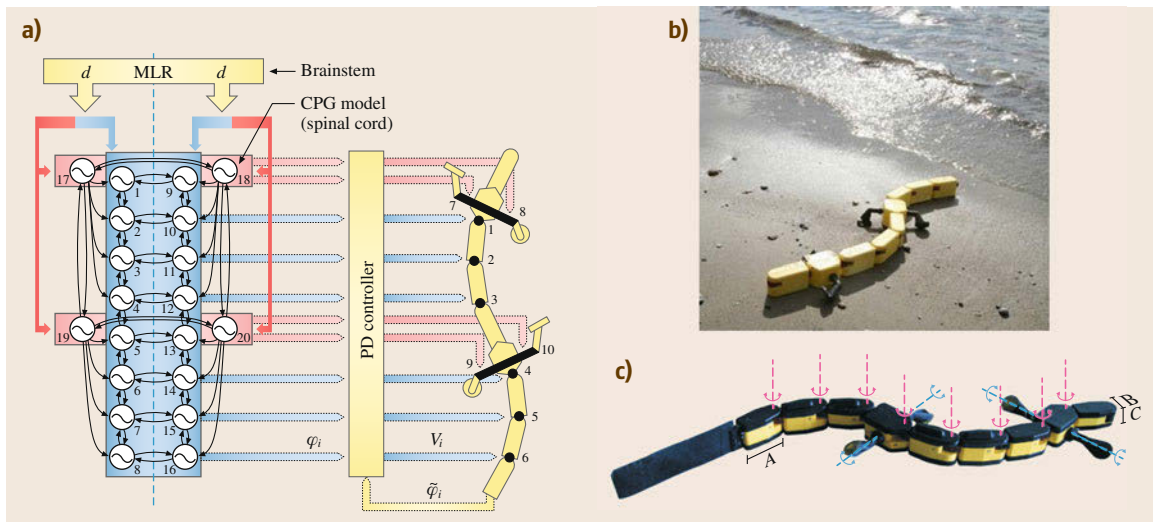 a)
d MLR d
Brainstem
CPG model
(spinal cord)
17 1 9 18
2 10
3 11
4 12
19 5 13 20
6 14
7 15
8 16
φi
PD controller
Vi
φ̃i
7 8
1
2
3
10
9 4
5
6
b)
c)
A
B
C